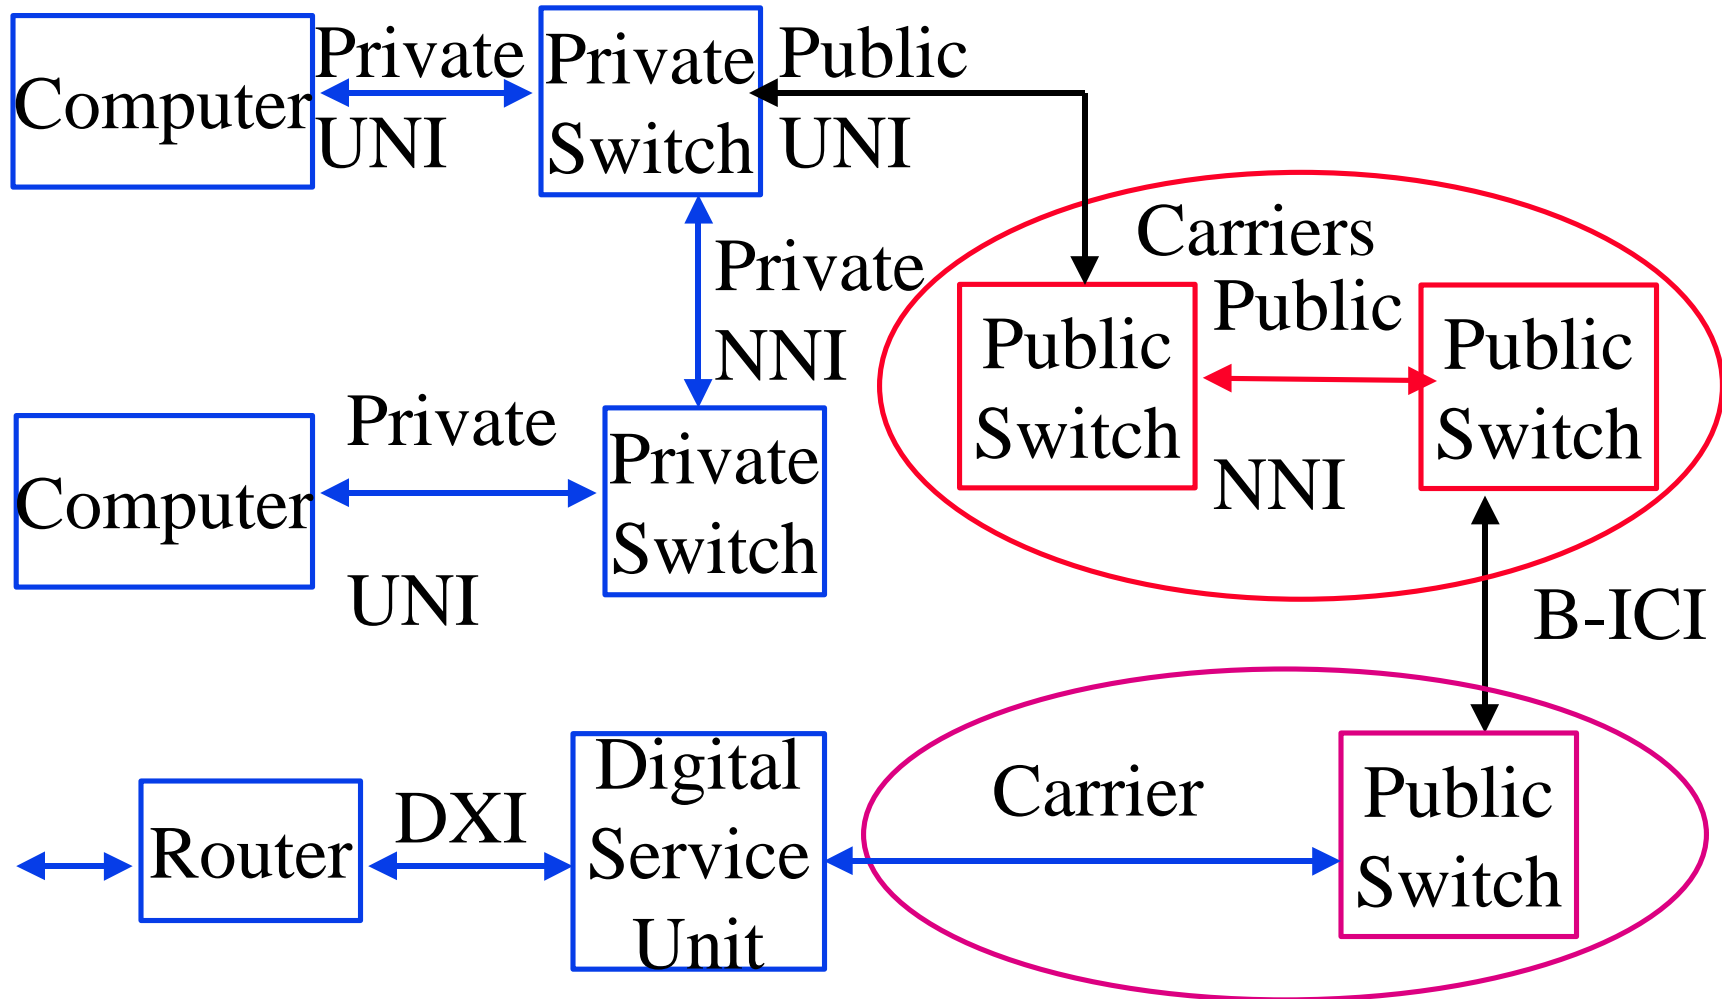 Computer
Private
UNI
Private
Switch
Public
UNI
Private
NNI
Carriers
Public
Switch
Public
NNI
Public
Switch
Computer
Private
UNI
Private
Switch
B-ICI
Router
DXI
Digital
Service
Unit
Carrier
Public
Switch